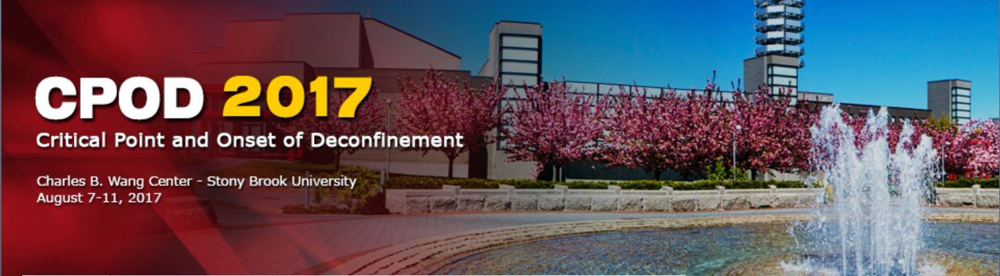 CPOD 2017
Critical Point and Onset of Deconfinement
Charles B. Wang Center - Stony Brook University
August 7-11, 2017